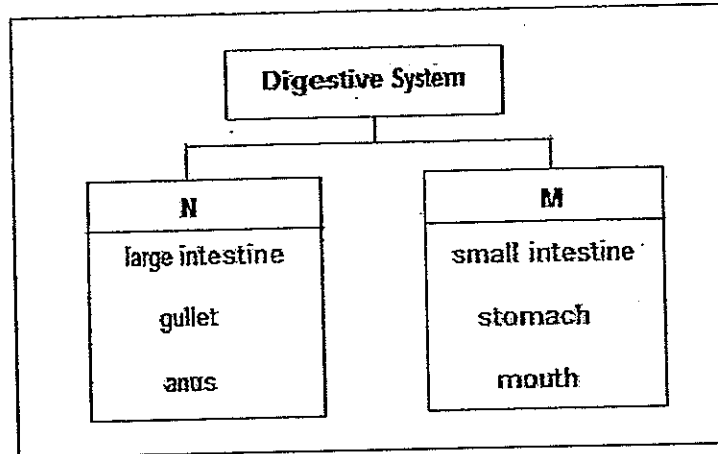 Digestive System
N
large intestine
gullet
anus
M
small intestine
stomach
mouth